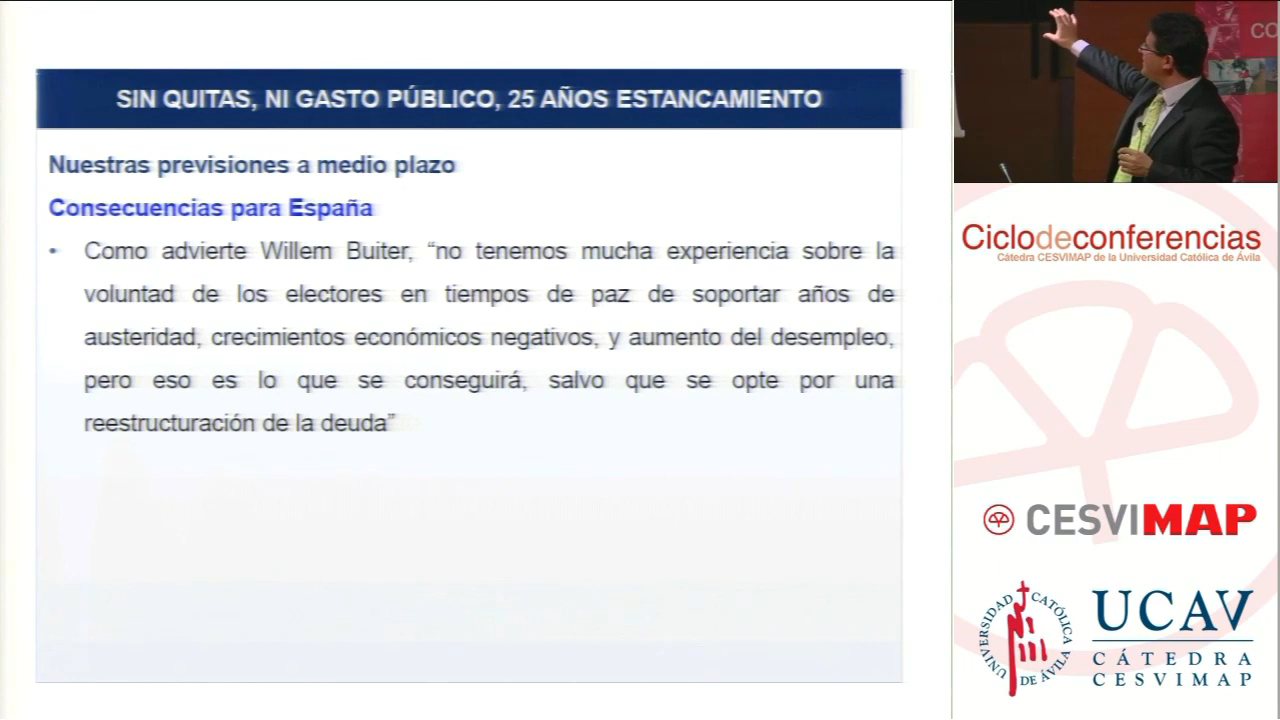 SIN QUITAS, NI GASTO PÚBLICO, 25 AÑOS ESTANCAMIENTO
Nuestras previsiones a medio plazo
Consecuencias para España
• Como advierte Willem Buiter, “no tenemos mucha experiencia sobre la
voluntad de los electores en tiempos de paz de soportar años de
austeridad, crecimientos económicos negativos, y aumento del desempleo,
pero eso es lo que se conseguirá, salvo que se opte por una
reestructuración de la deuda”
CO
Ciclodeconferencias
Cátedra CESVIMAP de la Universidad Católica de Ávila
CESVIMAP
UNIVERSIDAD CATÓLICA DE ÁVILA
UCAV
CÁTEDRA
CESVIMAP